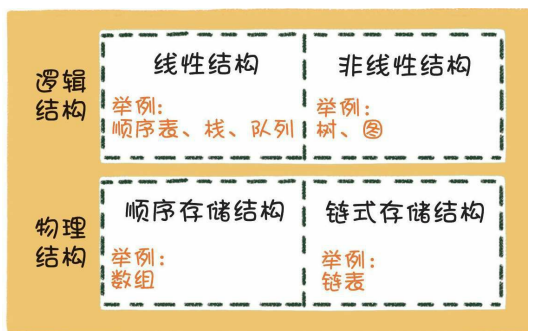 逻辑
结构
线性结构
举例:
顺序表、栈、队列
非线性结构
举例:
树、图
物理
结构
顺序存储结构
举例:
数组
链式存储结构
举例:
链表